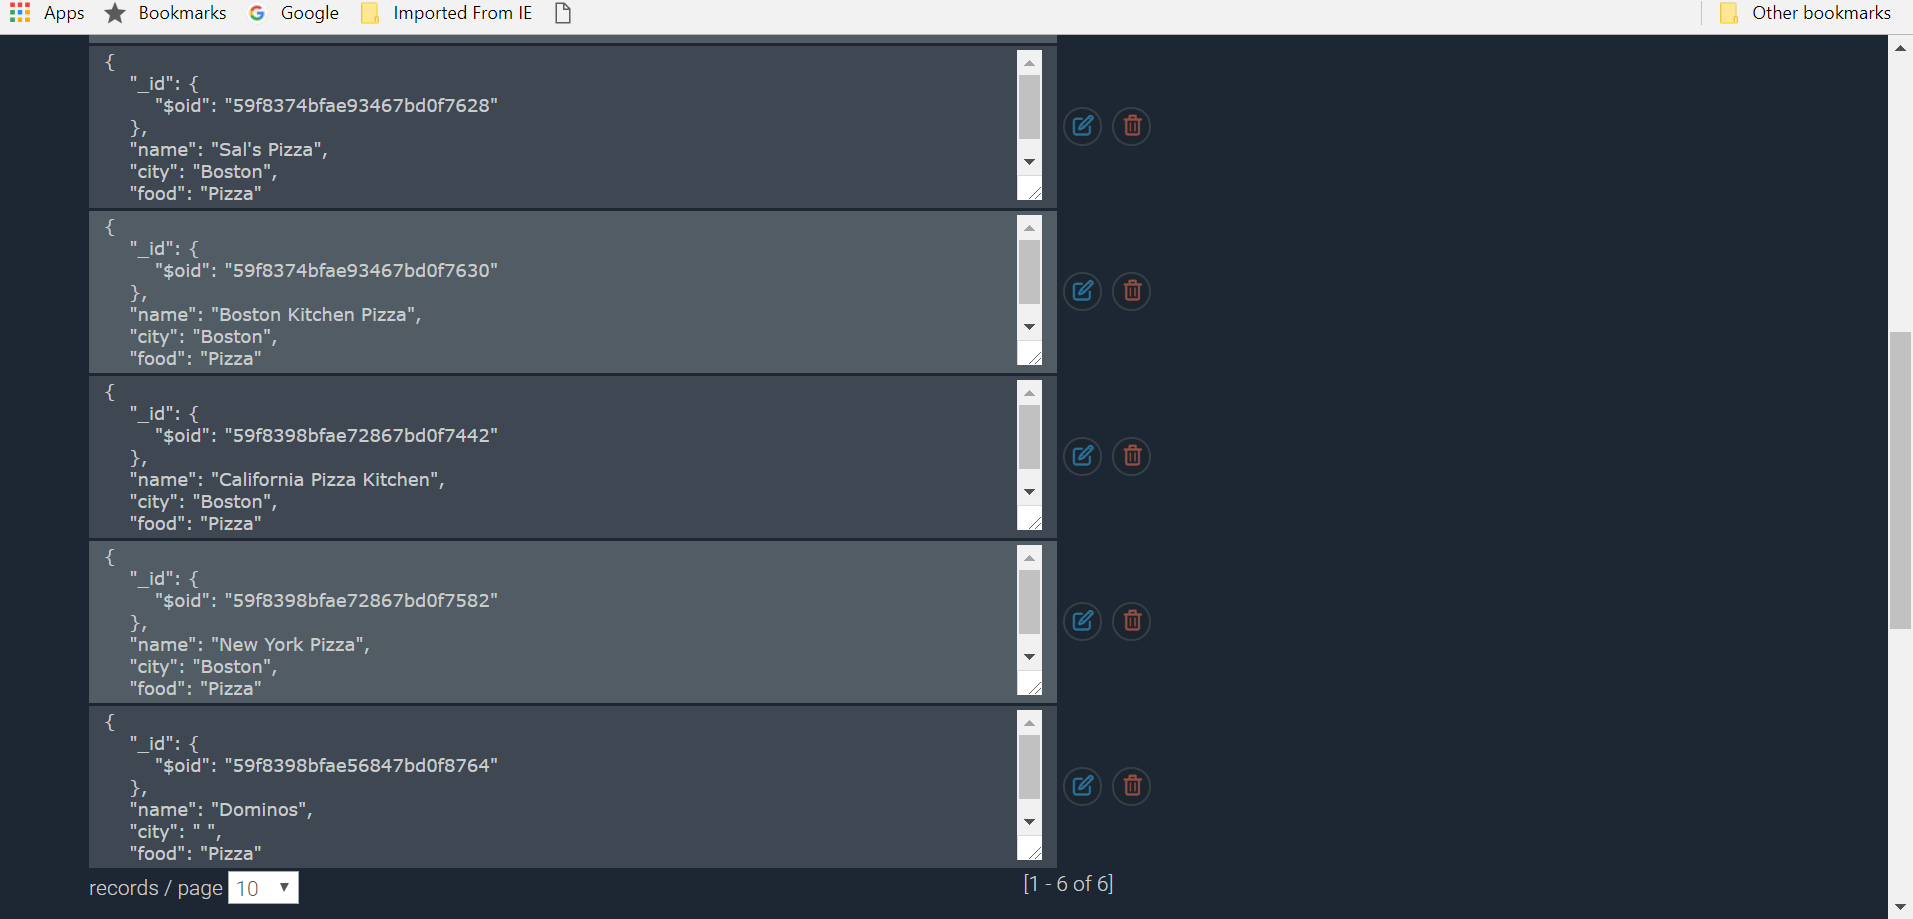 Apps Bookmarks Google Imported From IE Other bookmarks
{
"_id": {
"$oid": "59f8374bfae93467bd0f7628"
},
"name": "Sal's Pizza",
"city": "Boston",
"food": "Pizza"
{
"_id": {
"$oid": "59f8374bfae93467bd0f7630"
},
"name": "Boston Kitchen Pizza",
"city": "Boston",
"food": "Pizza"
{
"_id": {
"$oid": "59f8398bfae72867bd0f7442"
},
"name": "California Pizza Kitchen",
"city": "Boston",
"food": "Pizza"
{
"_id": {
"$oid": "59f8398bfae72867bd0f7582"
},
"name": "New York Pizza",
"city": "Boston",
"food": "Pizza"
{
"_id": {
"$oid": "59f8398bfae56847bd0f8764"
},
"name": "Dominos",
"city": " ",
"food": "Pizza"
records / page 10 [1 - 6 of 6]